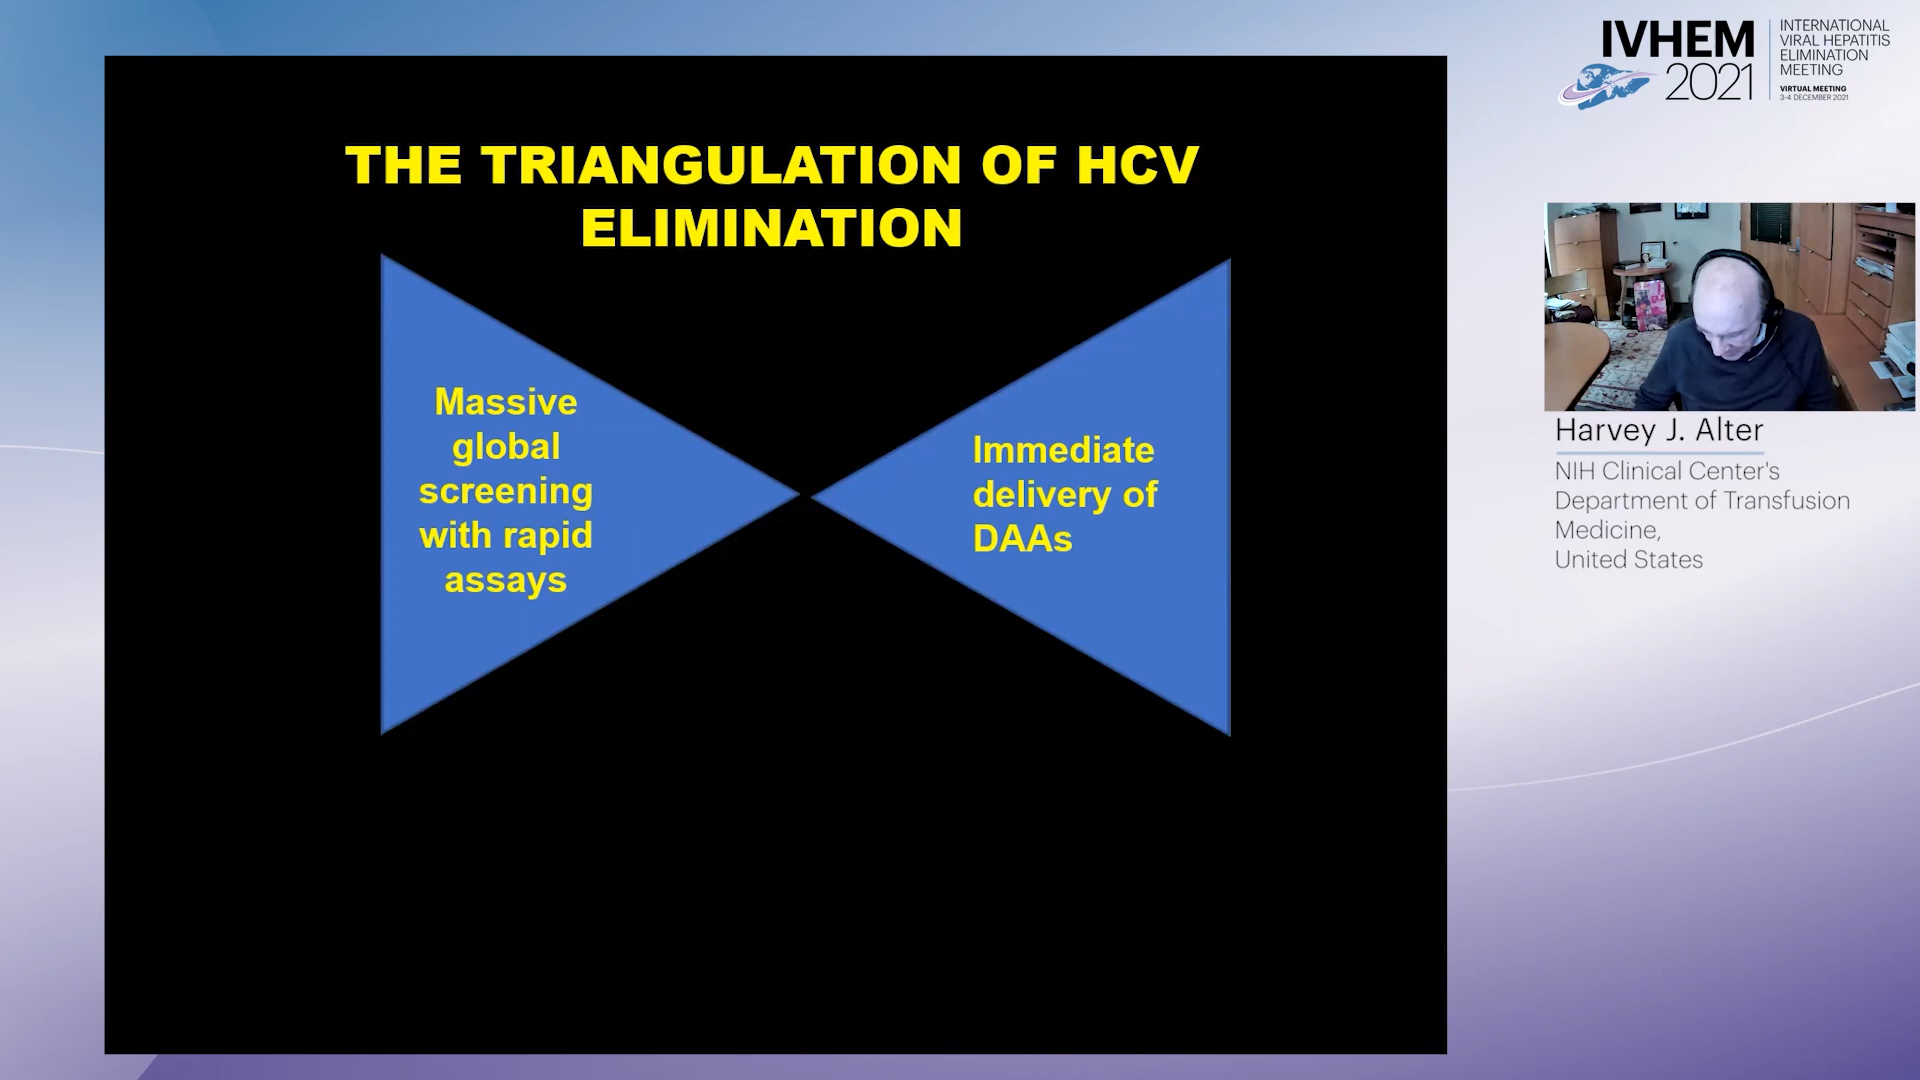 THE TRIANGULATION OF HCV
ELIMINATION
Massive
global
screening
with rapid
assays
Immediate
delivery of
DAAs
IVHEM
2021
INTERNATIONAL
VIRAL HEPATITIS
ELIMINATION
MEETING
VIRTUAL MEETING
3-4 DECEMBER 2021
Harvey J. Alter
NIH Clinical Center's
Department of Transfusion
Medicine,
United States